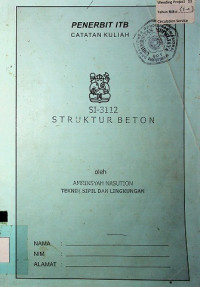 PENERBIT ITB
CATATAN KULIAH
SI-3112
STRUKTUR BETON
oleh
AMRINSYAH NASUTION
TEKNIK SIPIL DAN LINGKUNGAN
NAMA :
NIM :
ALAMAT :